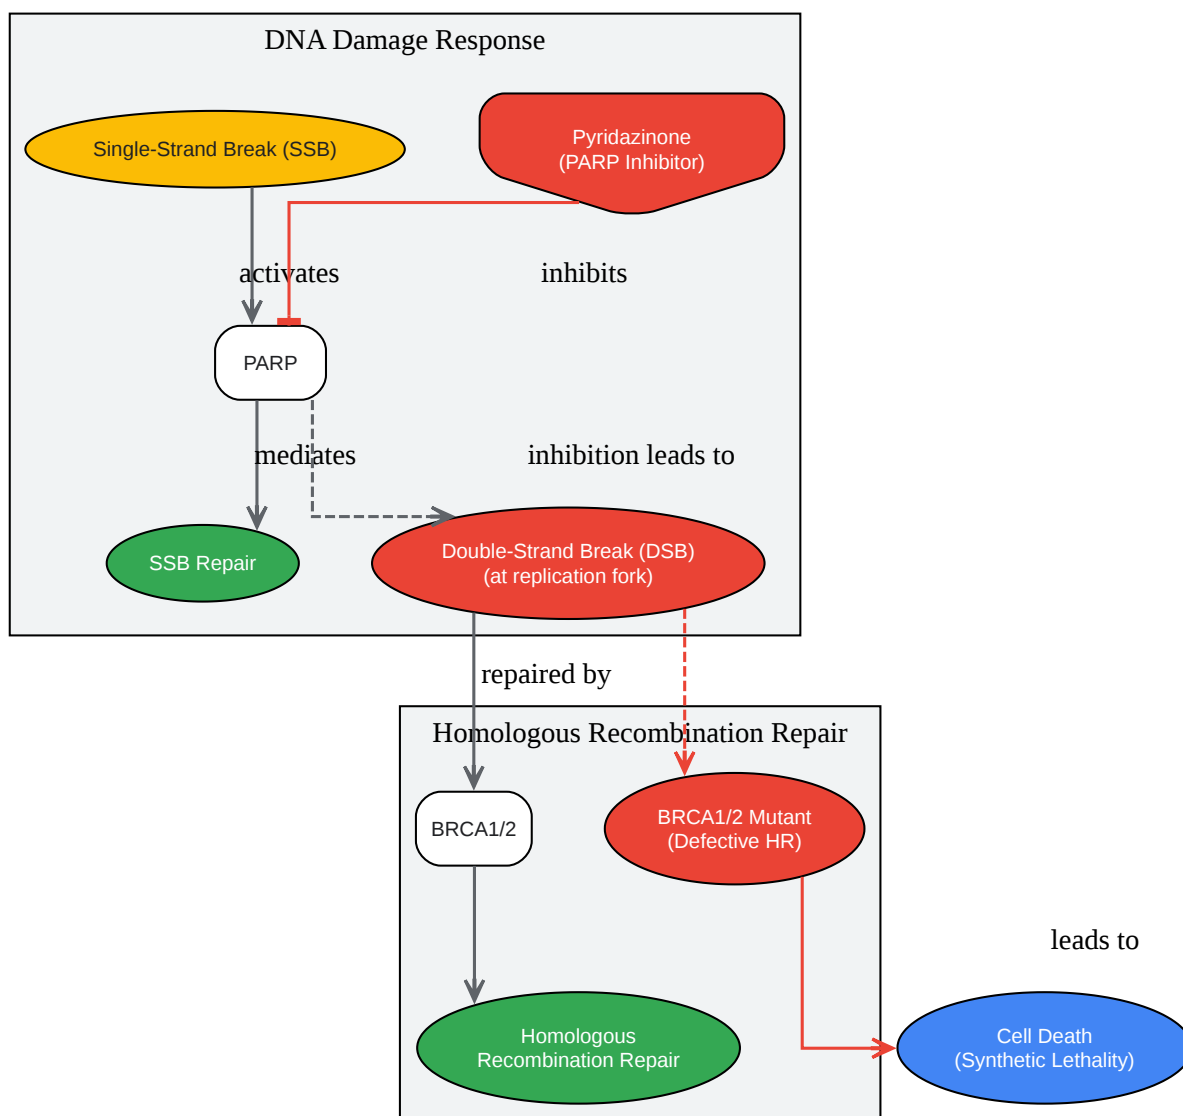 DNA Damage Response
Single-Strand Break (SSB)
Pyridazinone
(PARP Inhibitor)
activates
inhibits
PARP
mediates
inhibition leads to
SSB Repair
Double-Strand Break (DSB)
(at replication fork)
repaired by
Homologous Recombination Repair
BRCA1/2
BRCA1/2 Mutant
(Defective HR)
leads to
Homologous
Recombination Repair
Cell Death
(Synthetic Lethality)